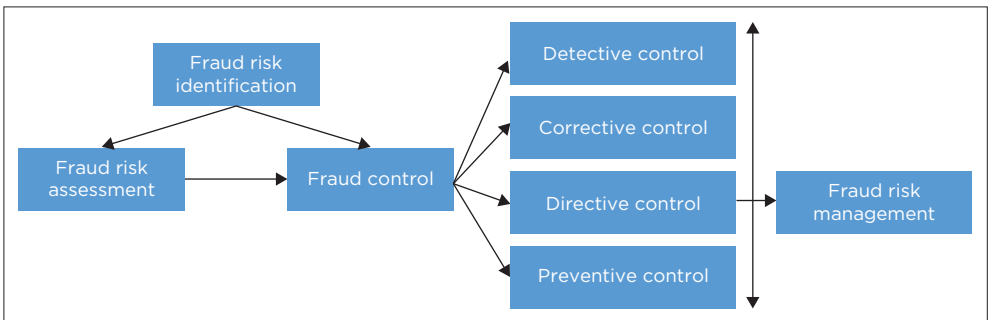 Fraud risk
identification
Fraud risk
assessment
Fraud control
Detective control
Corrective control
Directive control
Preventive control
Fraud risk
management